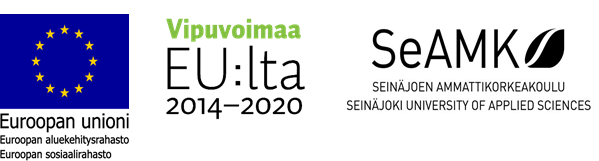 Euroopan unioni
Euroopan aluekehitysrahasto
Euroopan sosiaalirahasto
Vipuvoimaa
EU:lta
2014–2020
SeAMK
SEINÄJOEN AMMATTIKORKEAKOULU
SEINÄJOKI UNIVERSITY OF APPLIED SCIENCES